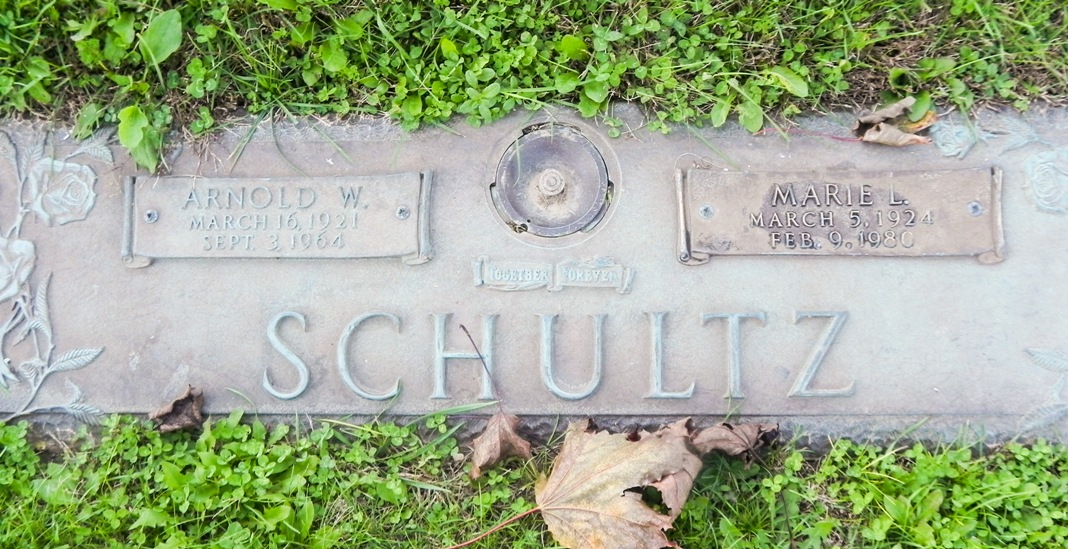 ARNOLD W.
MARCH 16, 1921
SEPT. 3, 1964
MARIE L.
MARCH 5, 1924
FEB. 9, 1980
TOGETHER FOREVER
SCHULTZ